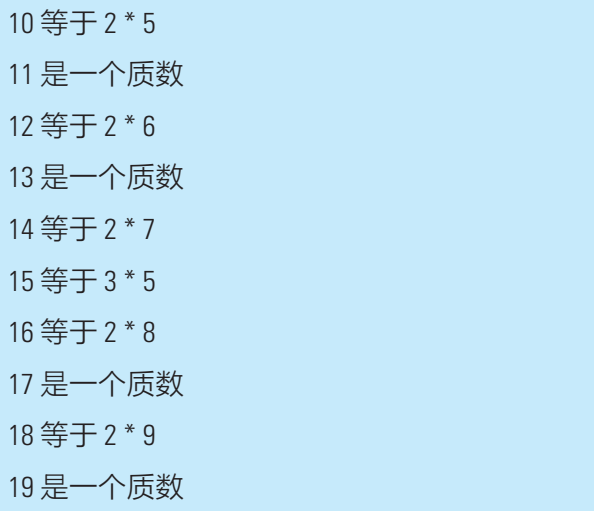 10 等于 2 * 5
11 是一个质数
12 等于 2 * 6
13 是一个质数
14 等于 2 * 7
15 等于 3 * 5
16 等于 2 * 8
17 是一个质数
18 等于 2 * 9
19 是一个质数